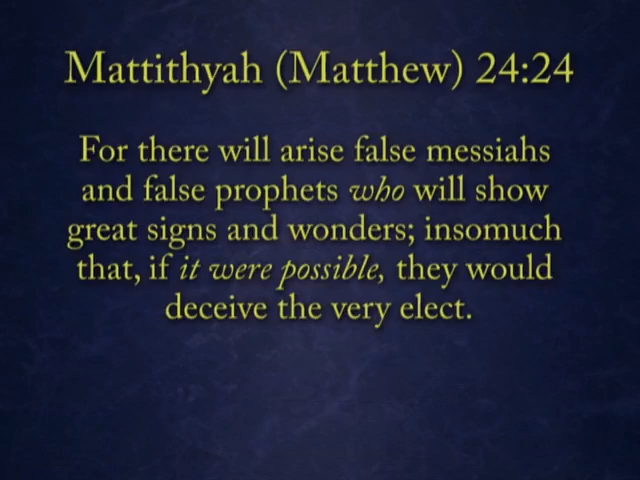 Mattithyah (Matthew) 24:24
For there will arise false messiahs
and false prophets who will show
great signs and wonders; insomuch
that, if it were possible, they would
deceive the very elect.